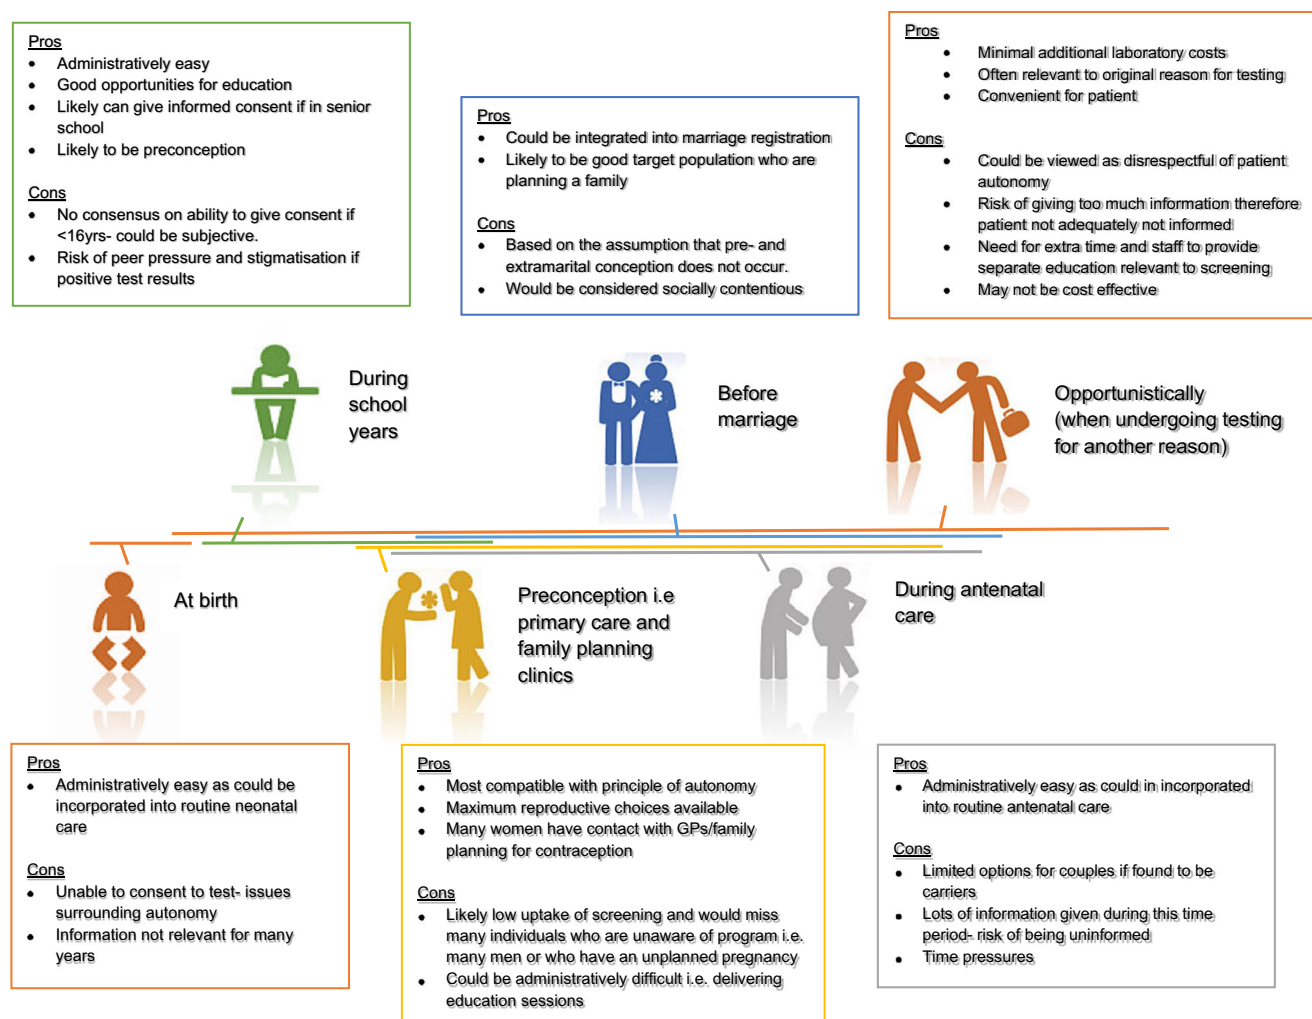 Pros
• Administratively easy
• Good opportunities for education
• Likely can give informed consent if in senior
school
• Likely to be preconception
Cons
• No consensus on ability to give consent if
<16yrs- could be subjective.
• Risk of peer pressure and stigmatisation if
positive test results
Pros
• Could be integrated into marriage registration
• Likely to be good target population who are
planning a family
Cons
• Based on the assumption that pre- and
extramarital conception does not occur.
• Would be considered socially contentious
Pros
• Minimal additional laboratory costs
• Often relevant to original reason for testing
• Convenient for patient
Cons
• Could be viewed as disrespectful of patient
autonomy
• Risk of giving too much information therefore
patient not adequately not informed
• Need for extra time and staff to provide
separate education relevant to screening
• May not be cost effective
During
school
years
Before
marriage
Opportunistically
(when undergoing testing
for another reason)
At birth
Preconception i.e
primary care and
family planning
clinics
During antenatal
care
Pros
• Administratively easy as could be
incorporated into routine neonatal
care
Cons
• Unable to consent to test- issues
surrounding autonomy
• Information not relevant for many
years
Pros
• Most compatible with principle of autonomy
• Maximum reproductive choices available
• Many women have contact with GPs/family
planning for contraception
Cons
• Likely low uptake of screening and would miss
many individuals who are unaware of program i.e.
many men or who have an unplanned pregnancy
• Could be administratively difficult i.e. delivering
education sessions
Pros
• Administratively easy as could in incorporated
into routine antenatal care
Cons
• Limited options for couples if found to be
carriers
• Lots of information given during this time
period- risk of being uninformed
• Time pressures